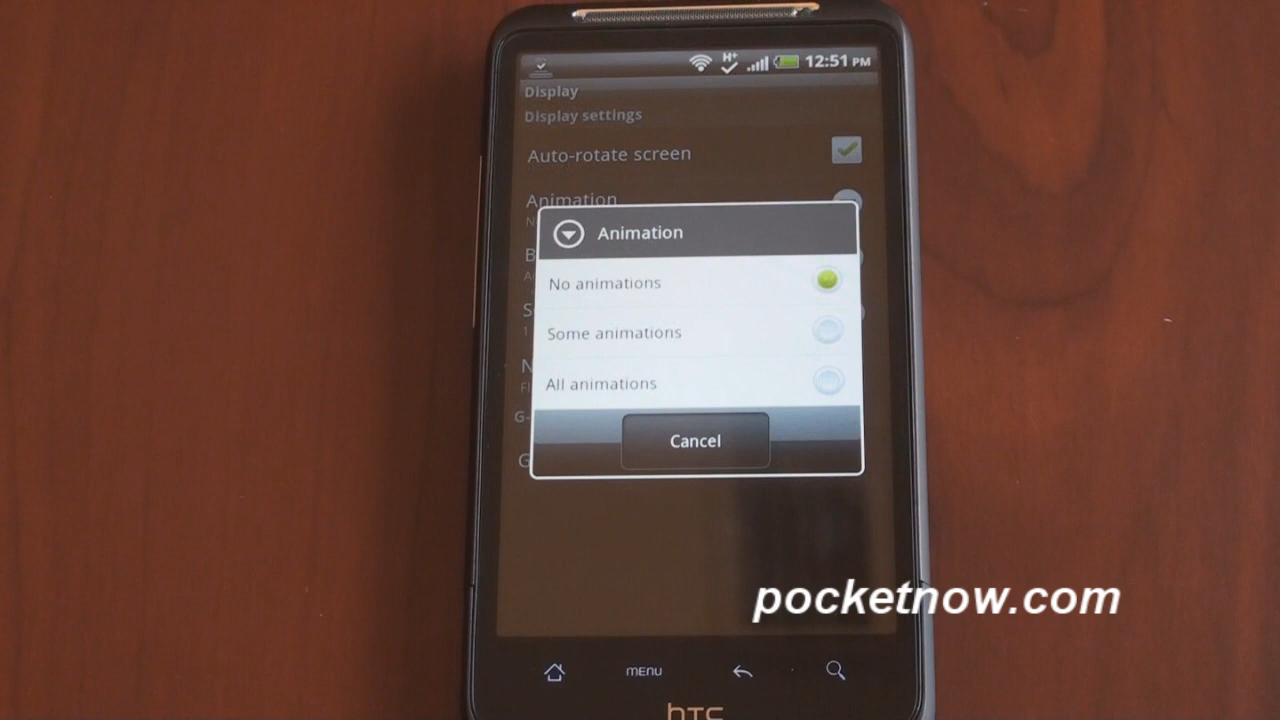 H+ 12:51 PM
Display
Display settings
Auto-rotate screen
Animation
Animation
No animations
Some animations
All animations
Cancel
pocketnow.com
MENU
hTC